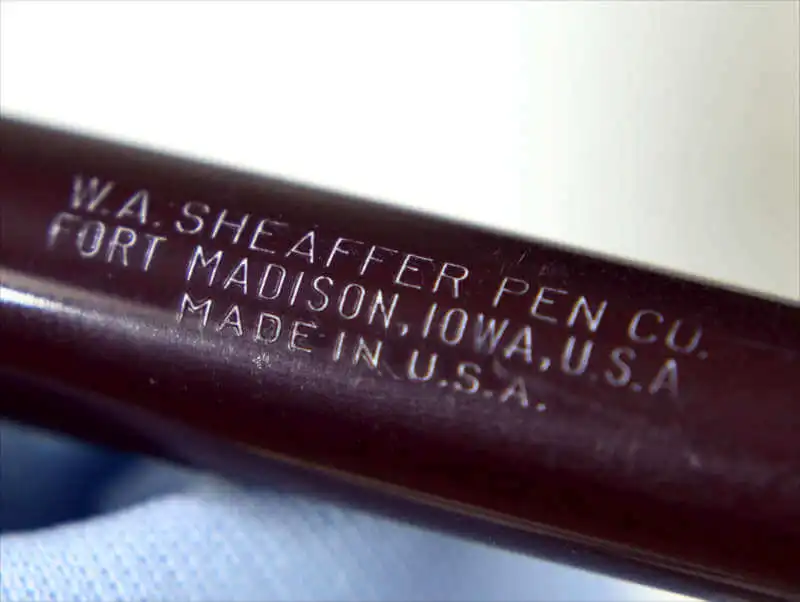 W.A. SHEAFFER PEN CO.
FORT MADISON, IOWA, U.S.A
MADE IN U.S.A.